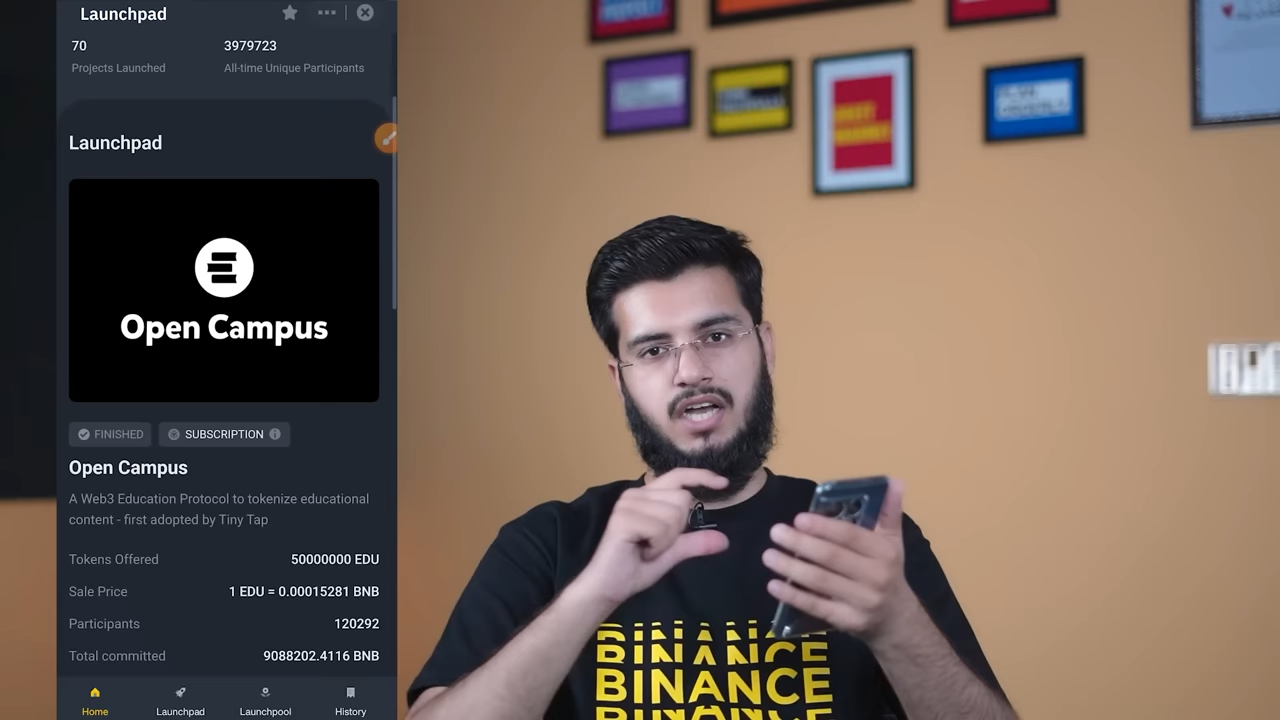 Launchpad
70
3979723
Projects Launched
All-time Unique Participants
Launchpad
Open Campus
FINISHED
SUBSCRIPTION
Open Campus
A Web3 Education Protocol to tokenize educational
content - first adopted by Tiny Tap
Tokens Offered
50000000 EDU
Sale Price
1 EDU = 0.00015281 BNB
Participants
120292
Total committed
9088202.4116 BNB
Home
Launchpad
Launchpool
History
BINANCE
BINANCE
BINANCE
BINANCE